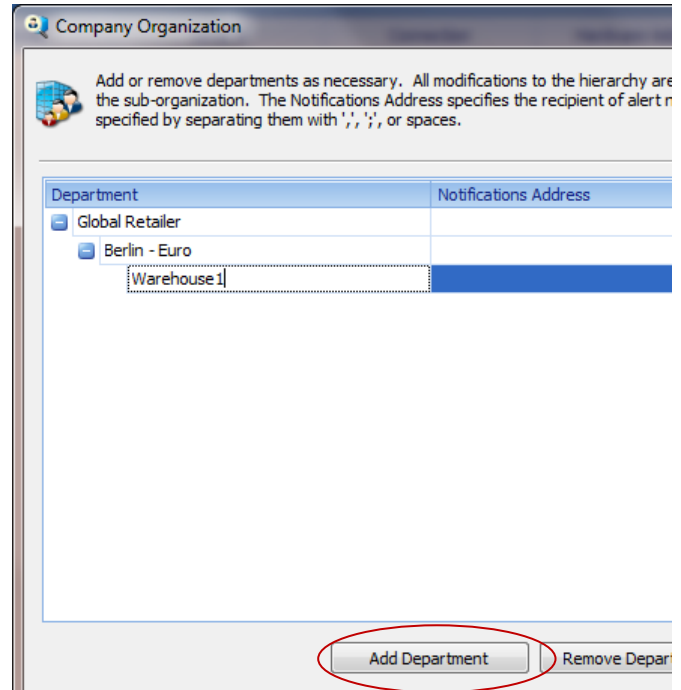 Company Organization
Add or remove departments as necessary. All modifications to the hierarchy are
the sub-organization. The Notifications Address specifies the recipient of alert
specified by separating them with ',', ';', or spaces.
Department Notifications Address
Global Retailer
Berlin - Euro
Warehouse1
Add Department Remove Depar